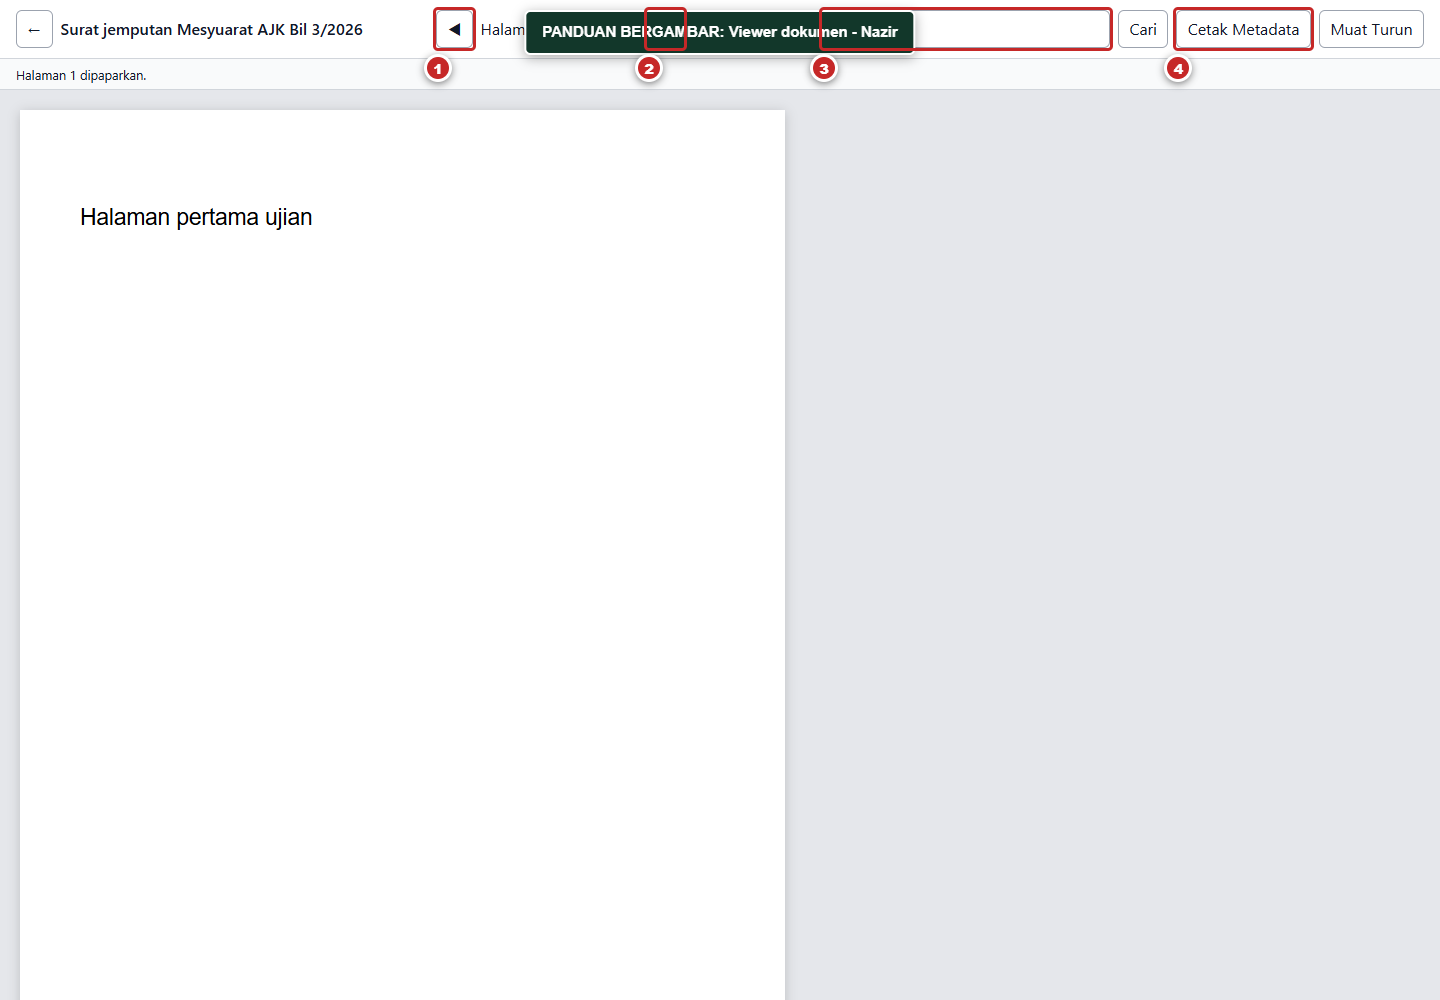 ← Surat jemputan Mesyuarat AJK Bil 3/2026 ◀ Halam PANDUAN BERGAMBAR: Viewer dokumen - Nazir Cari Cetak Metadata Muat Turun
1 2 3 4
Halaman 1 dipaparkan.
Halaman pertama ujian